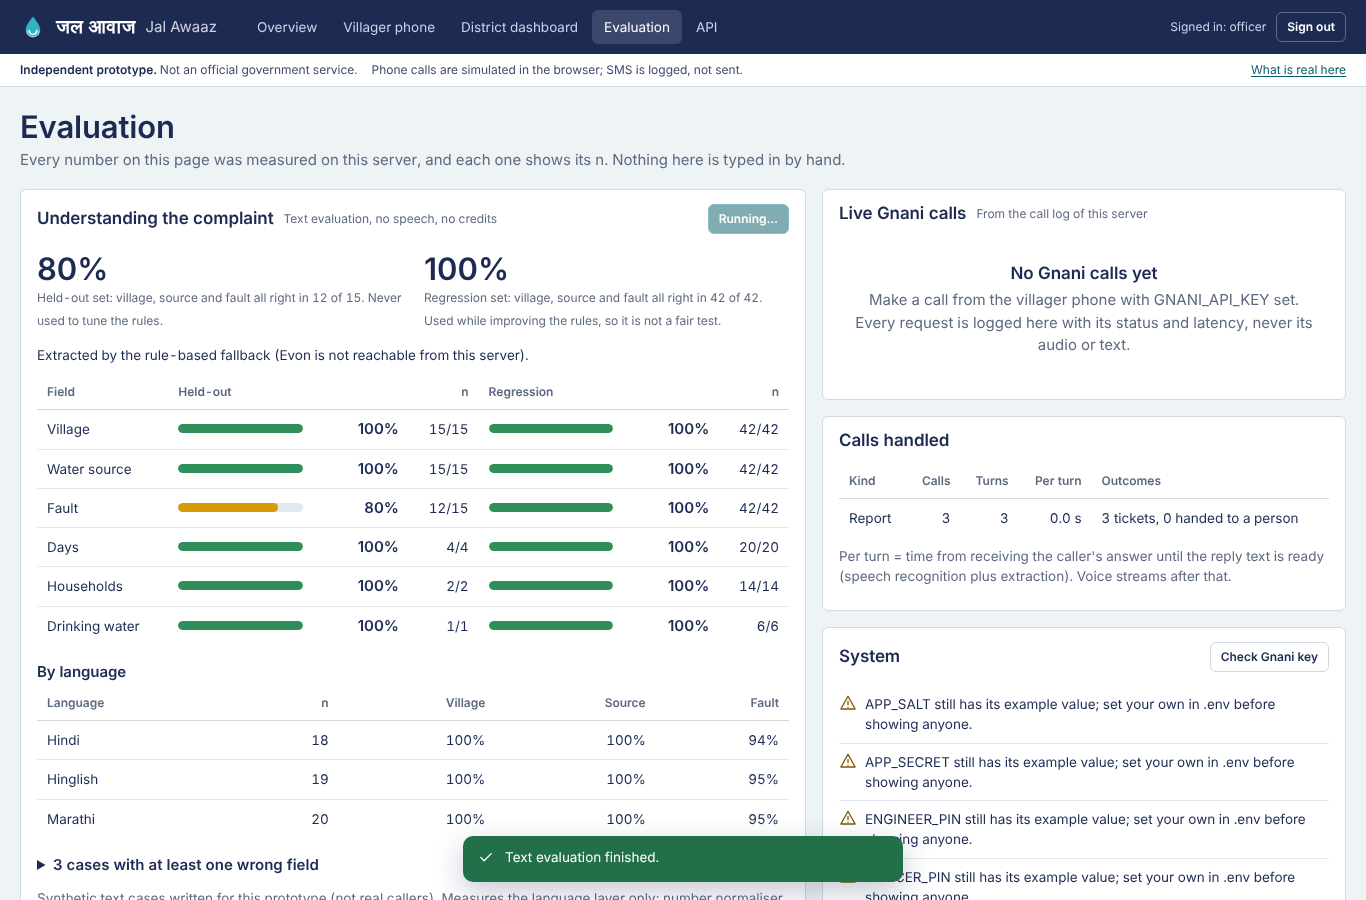 जल आवाज Jal Awaaz Overview Villager phone District dashboard Evaluation API Signed in: officer Sign out
Independent prototype. Not an official government service. Phone calls are simulated in the browser; SMS is logged, not sent. What is real here
Evaluation
Every number on this page was measured on this server, and each one shows its n. Nothing here is typed in by hand.
Understanding the complaint Text evaluation, no speech, no credits Running...
80% 100%
Held-out set: village, source and fault all right in 12 of 15. Never
used to tune the rules.
Regression set: village, source and fault all right in 42 of 42.
Used while improving the rules, so it is not a fair test.
Extracted by the rule-based fallback (Evon is not reachable from this server).
Field Held-out n Regression n
Village 100% 15/15 100% 42/42
Water source 100% 15/15 100% 42/42
Fault 80% 12/15 100% 42/42
Days 100% 4/4 100% 20/20
Households 100% 2/2 100% 14/14
Drinking water 100% 1/1 100% 6/6
By language
Language n Village Source Fault
Hindi 18 100% 100% 94%
Hinglish 19 100% 100% 95%
Marathi 20 100% 100% 95%
3 cases with at least one wrong field
Synthetic text cases written for this prototype (not real callers). Measures the language layer only: number normaliser,
Live Gnani calls From the call log of this server
No Gnani calls yet
Make a call from the villager phone with GNANI_API_KEY set.
Every request is logged here with its status and latency, never its
audio or text.
Calls handled
Kind Calls Turns Per turn Outcomes
Report 3 3 0.0 s 3 tickets, 0 handed to a person
Per turn = time from receiving the caller's answer until the reply text is ready
(speech recognition plus extraction). Voice streams after that.
System Check Gnani key
APP_SALT still has its example value; set your own in .env before
showing anyone.
APP_SECRET still has its example value; set your own in .env before
showing anyone.
ENGINEER_PIN still has its example value; set your own in .env before
anyone.
still has its example value; set your own in .env before
showing anyone.
Text evaluation finished.